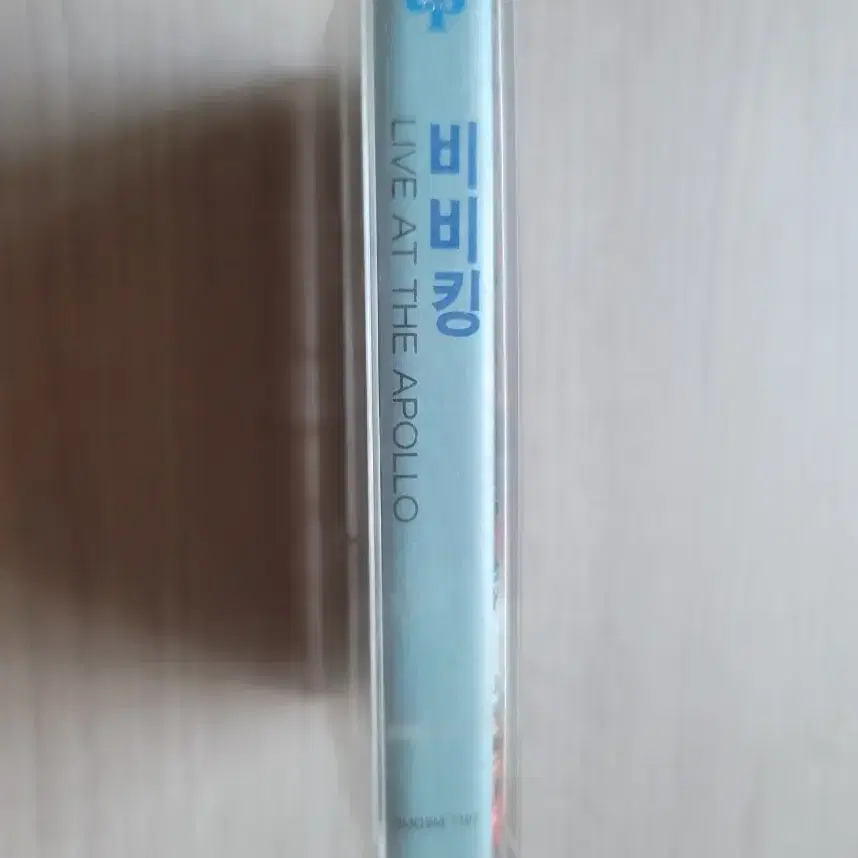 비비킹
LIVE AT THE APOLLO